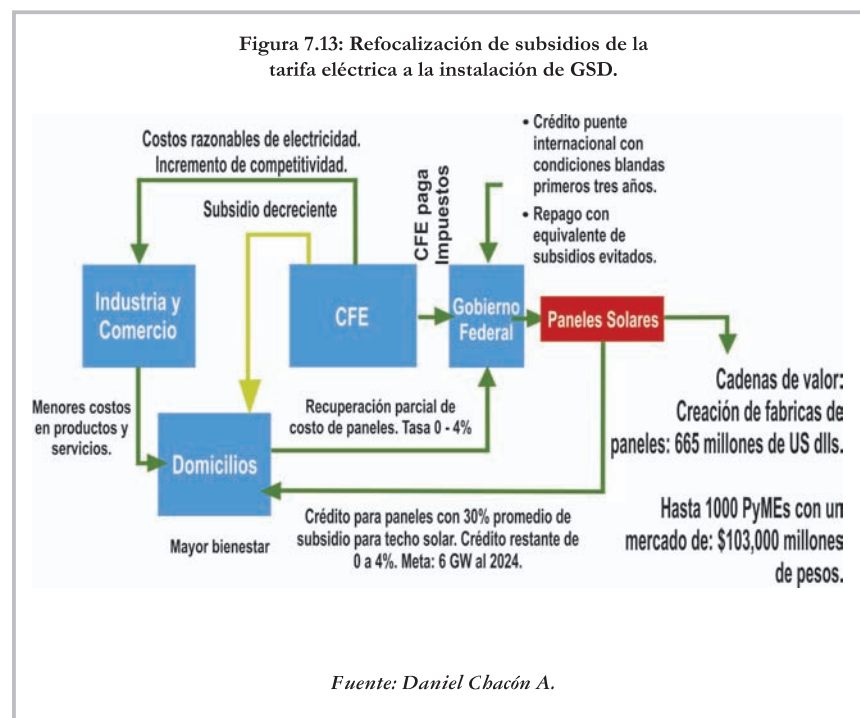 Figura 7.13: Refocalización de subsidios de la
tarifa eléctrica a la instalación de GSD.
Costos razonables de electricidad.
Incremento de competitividad.
Subsidio decreciente
CFE paga
Impuestos
• Crédito puente
internacional con
condiciones blandas
primeros tres años.
• Repago con
equivalente de
subsidios evitados.
Industria y
Comercio
CFE
Gobierno
Federal
Paneles Solares
Menores costos
en productos y
servicios.
Recuperación parcial de
costo de paneles. Tasa 0 - 4%
Domicilios
Mayor bienestar
Crédito para paneles con 30% promedio de
subsidio para techo solar. Crédito restante de
0 a 4%. Meta: 6 GW al 2024.
Cadenas de valor:
Creación de fabricas de
paneles: 665 millones de US dlls.
Hasta 1000 PyMEs con un
mercado de: $103,000 millones
de pesos.
Fuente: Daniel Chacón A.